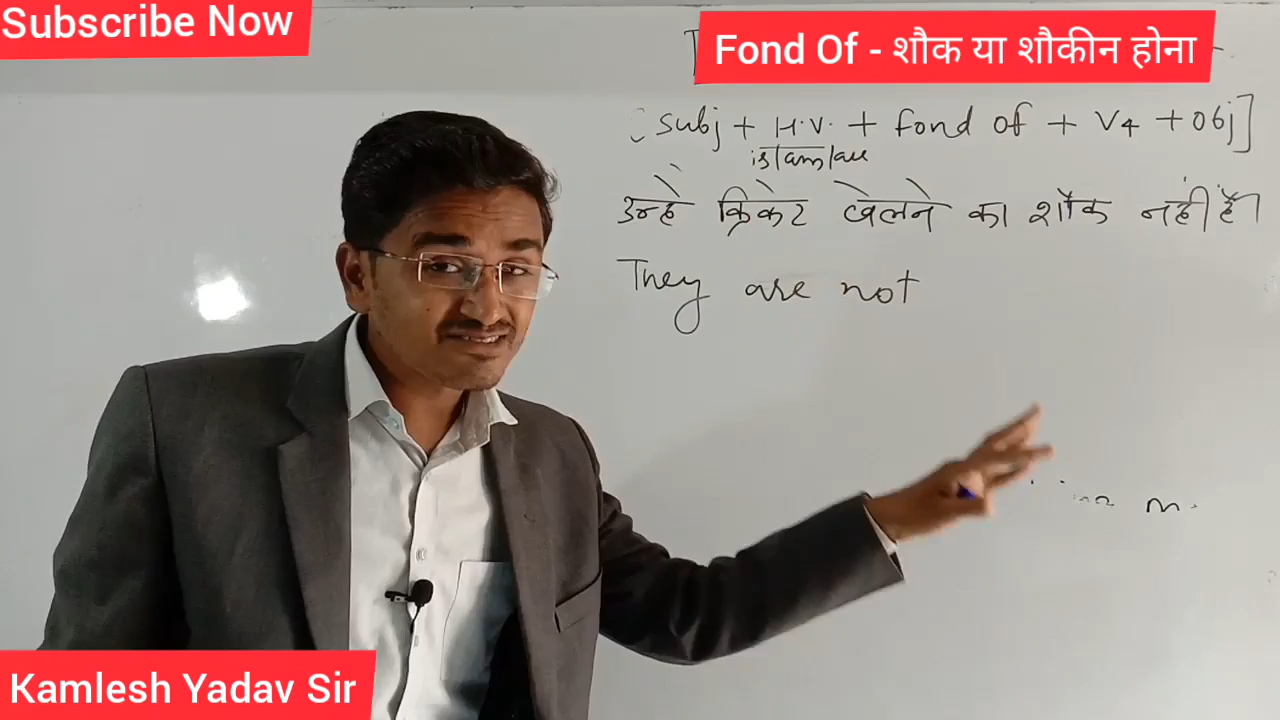 Subscribe Now
Fond Of - शौक या शौकीन होना
[Subj + H.V. + fond of + V4 + Obj]
is/am/are
उन्हे क्रिकेट खेलने का शौक नहीं है।
They are not
Kamlesh Yadav Sir